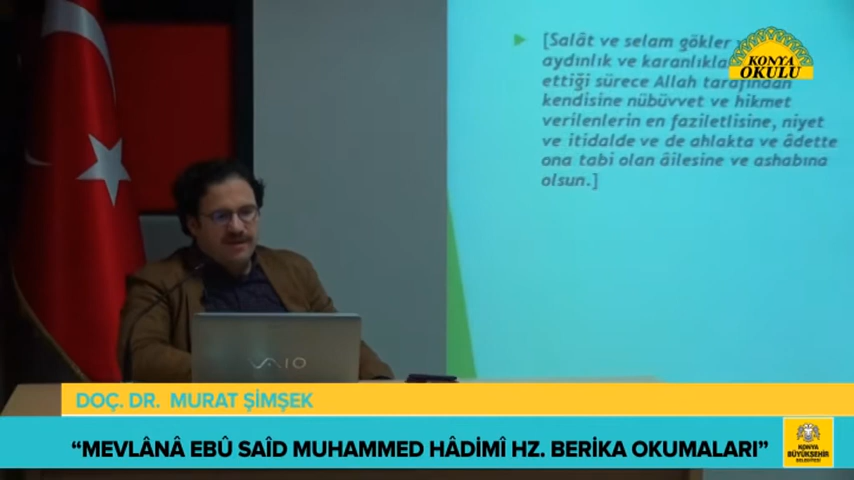 [Salât ve selam gökler
aydınlık ve karanlıkla
ettiği sürece Allah tarafından
kendisine nübüvvet ve hikmet
verilenlerin en faziletlisine, niyet
ve itidalde ve de ahlakta ve âdette
ona tabi olan âilesine ve ashabına
olsun.]
KONYA
OKULU
VAIO
DOÇ. DR. MURAT ŞİMŞEK
“MEVLÂNÂ EBÛ SAÎD MUHAMMED HÂDİMÎ HZ. BERİKA OKUMALARI”
KONYA
BÜYÜKŞEHİR
BELEDİYESİ